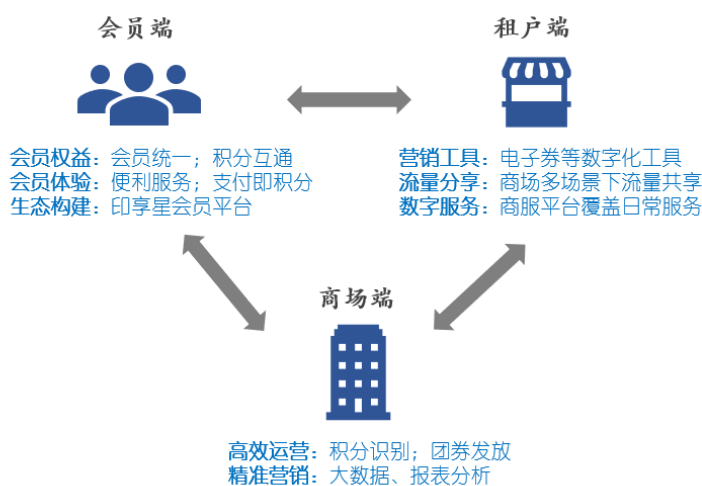 会员端
会员权益：会员统一；积分互通
会员体验：便利服务；支付即积分
生态构建：印享星会员平台
租户端
营销工具：电子券等数字化工具
流量分享：商场多场景下流量共享
数字服务：商服平台覆盖日常服务
商场端
高效运营：积分识别；团券发放
精准营销：大数据、报表分析